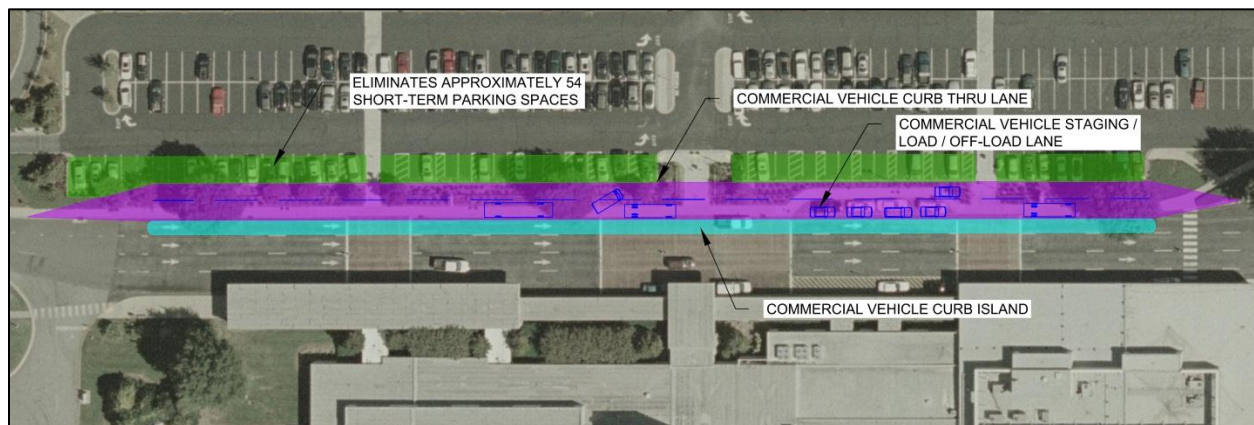 ELIMINATES APPROXIMATELY 54
SHORT-TERM PARKING SPACES
COMMERCIAL VEHICLE CURB THRU LANE
COMMERCIAL VEHICLE STAGING /
LOAD / OFF-LOAD LANE
COMMERCIAL VEHICLE CURB ISLAND